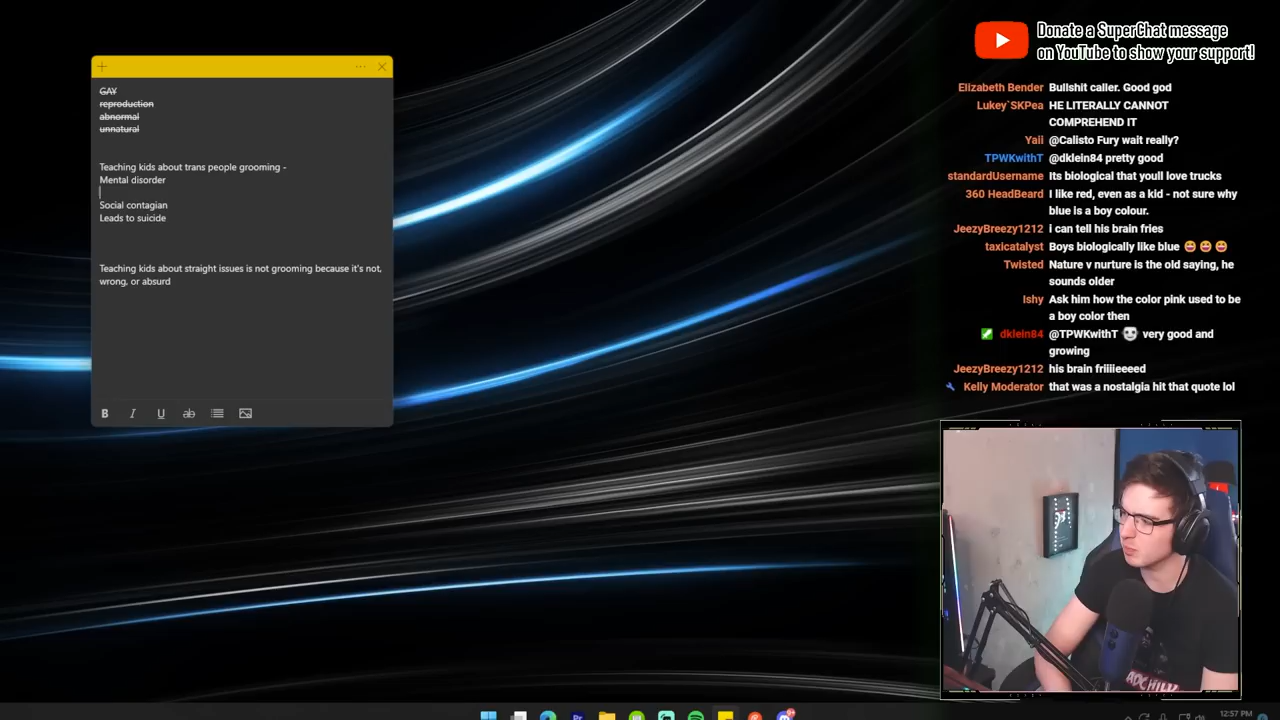 Donate a SuperChat message
on YouTube to show your support!
GAY
reproduction
abnormal
unnatural
Teaching kids about trans people grooming -
Mental disorder
Social contagian
Leads to suicide
Teaching kids about straight issues is not grooming because it's not,
wrong, or absurd
B I U ab
Elizabeth Bender Bullshit caller. Good god
Lukey`SKPea HE LITERALLY CANNOT
COMPREHEND IT
Yaii @Calisto Fury wait really?
TPWKwithT @dklein84 pretty good
standardUsername Its biological that youll love trucks
360 HeadBeard I like red, even as a kid - not sure why
blue is a boy colour.
JeezyBreezy1212 i can tell his brain fries
taxicatalyst Boys biologically like blue 😄😄😄
Twisted Nature v nurture is the old saying, he
sounds older
Ishy Ask him how the color pink used to be
a boy color then
dklein84 @TPWKwithT very good and
growing
JeezyBreezy1212 his brain friiieeeed
Kelly Moderator that was a nostalgia hit that quote lol
12:57 PM